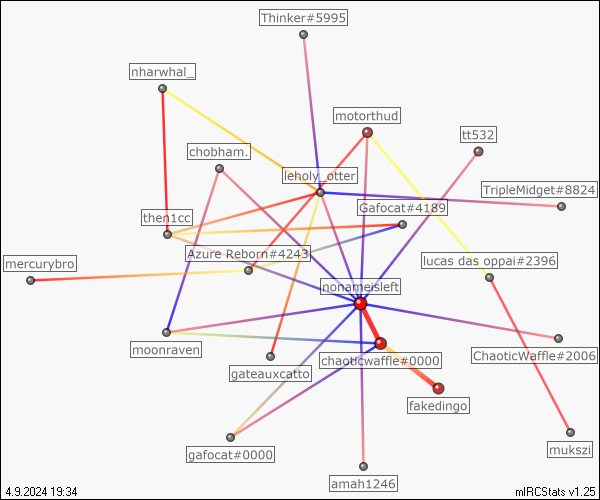 Thinker#5995
nharwhal_
motorthud
tt532
chobham.
leholy_otter
TripleMidget#8824
Gafocat#4189
then1cc
Azure Reborn#4243
lucas das oppai#2396
mercurybro
nonameisleft
moonraven
chaoticwaffle#0000
ChaoticWaffle#2006
gateauxcatto
fakedingo
gafocat#0000
mukszi
amah1246
4.9.2024 19:34
mIRCStats v1.25